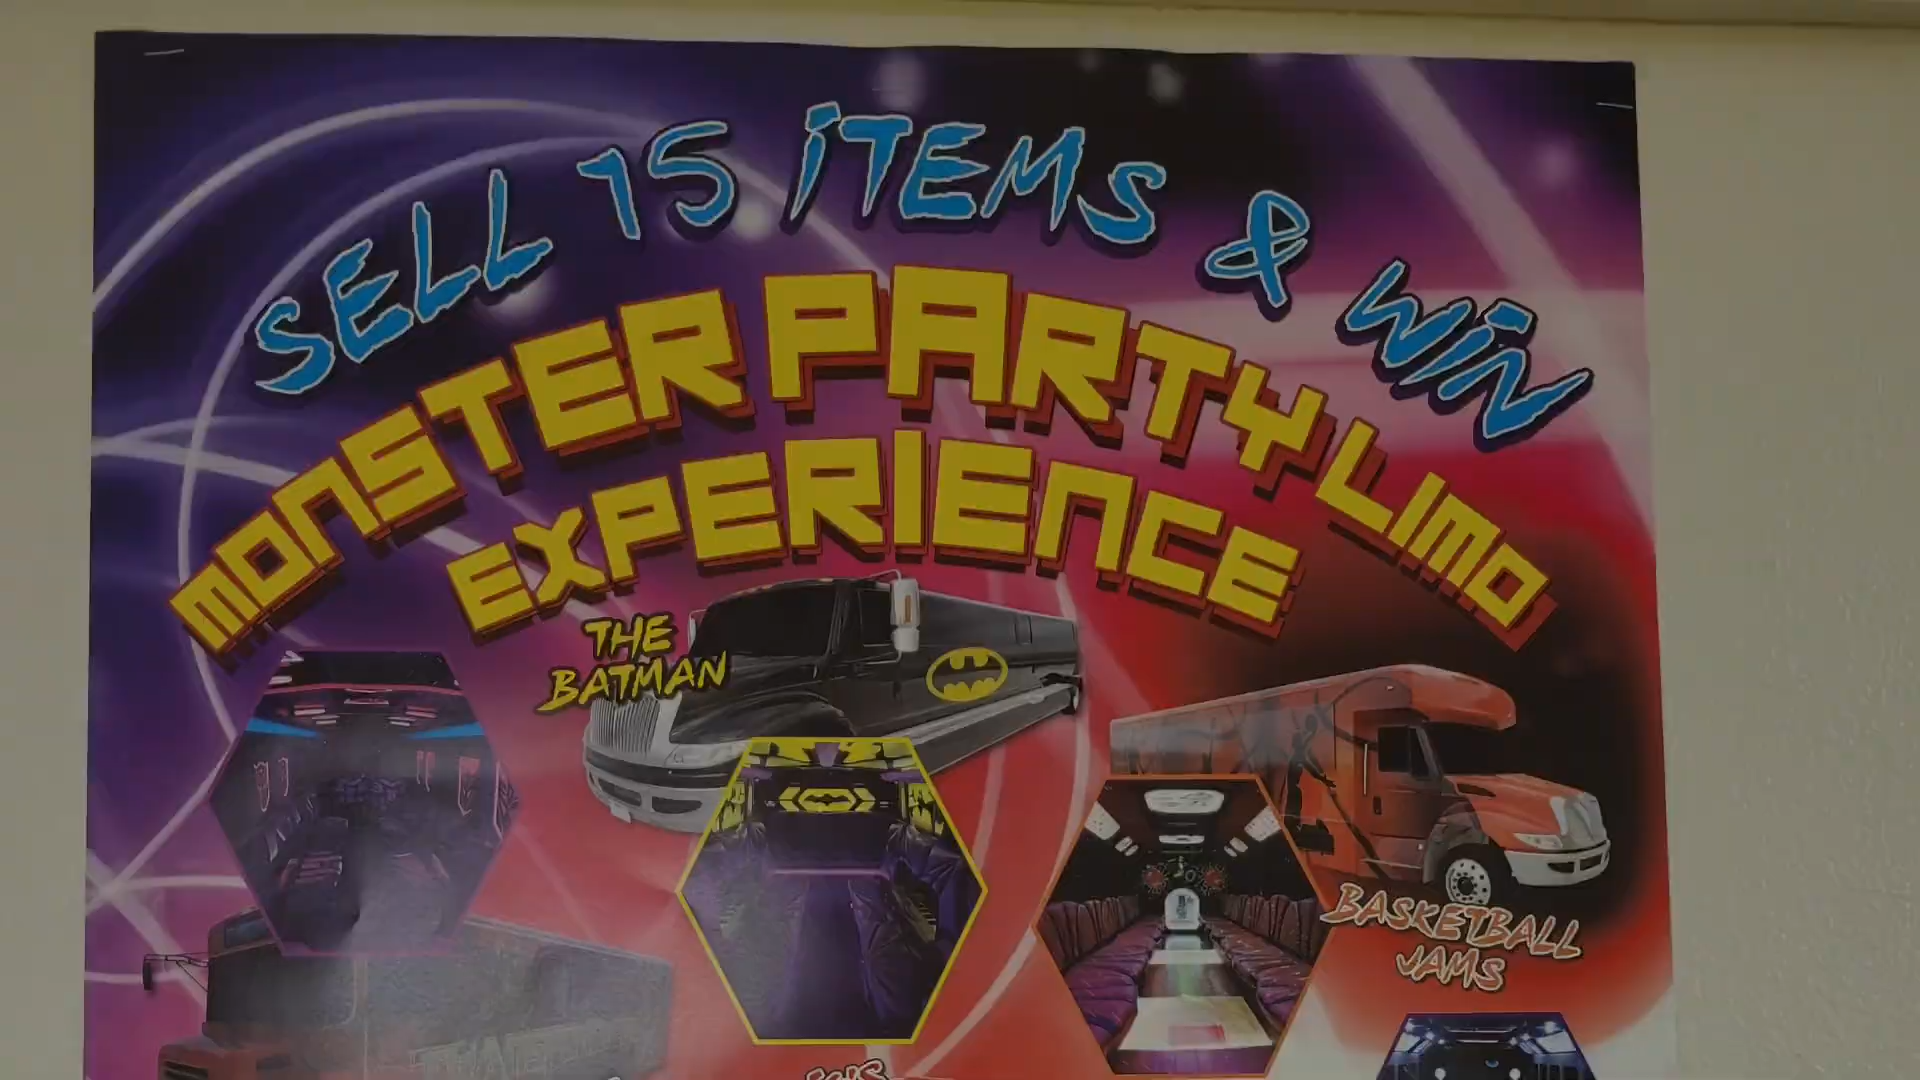 SELL 15 ITEMS & WIN
MONSTER PARTY LIMO
EXPERIENCE
THE
BATMAN
BASKETBALL
JAMS